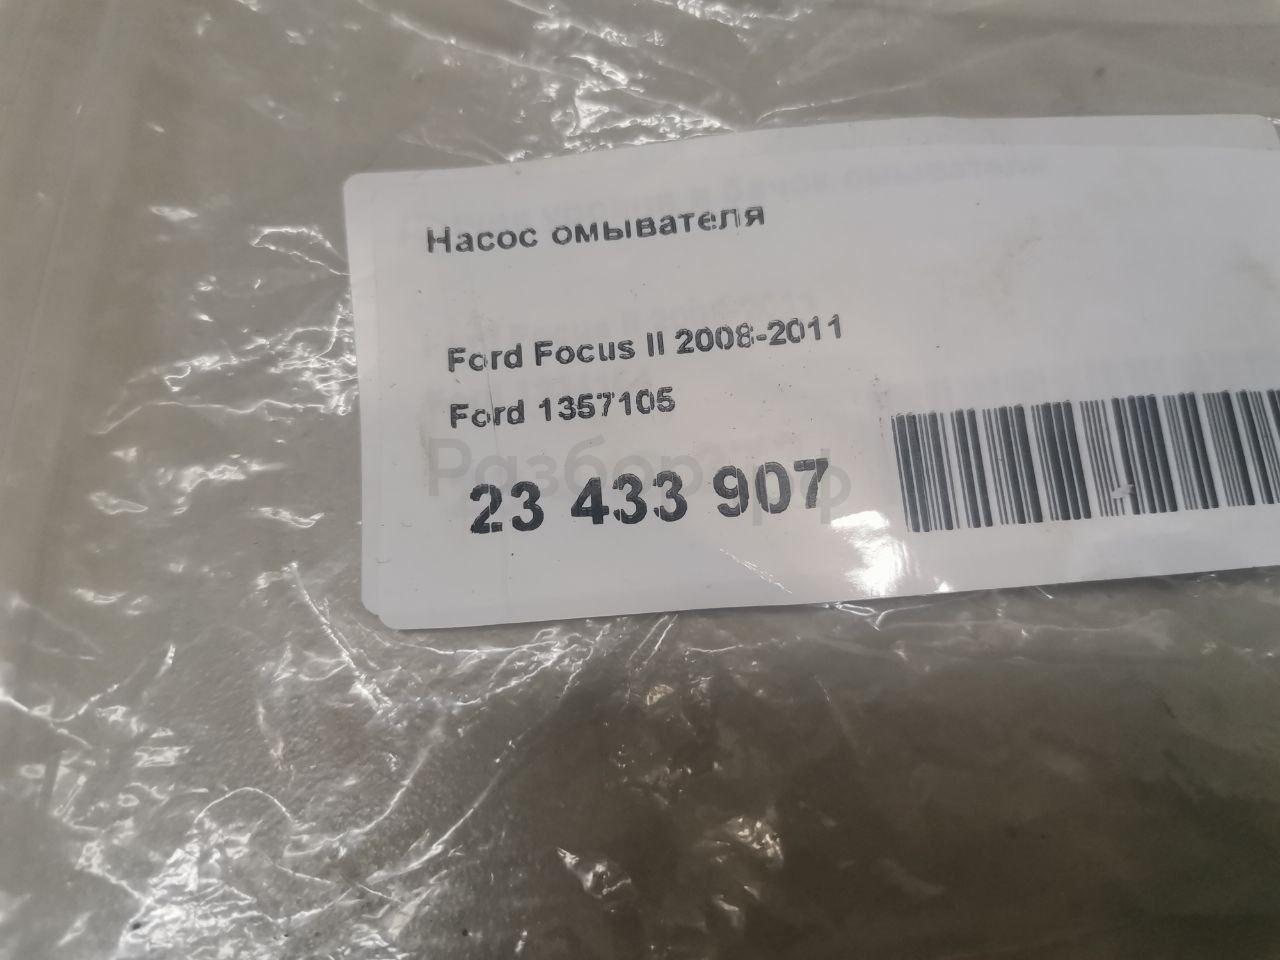 Насос омывателя
Ford Focus II 2008-2011
Ford 1357105
23 433 907